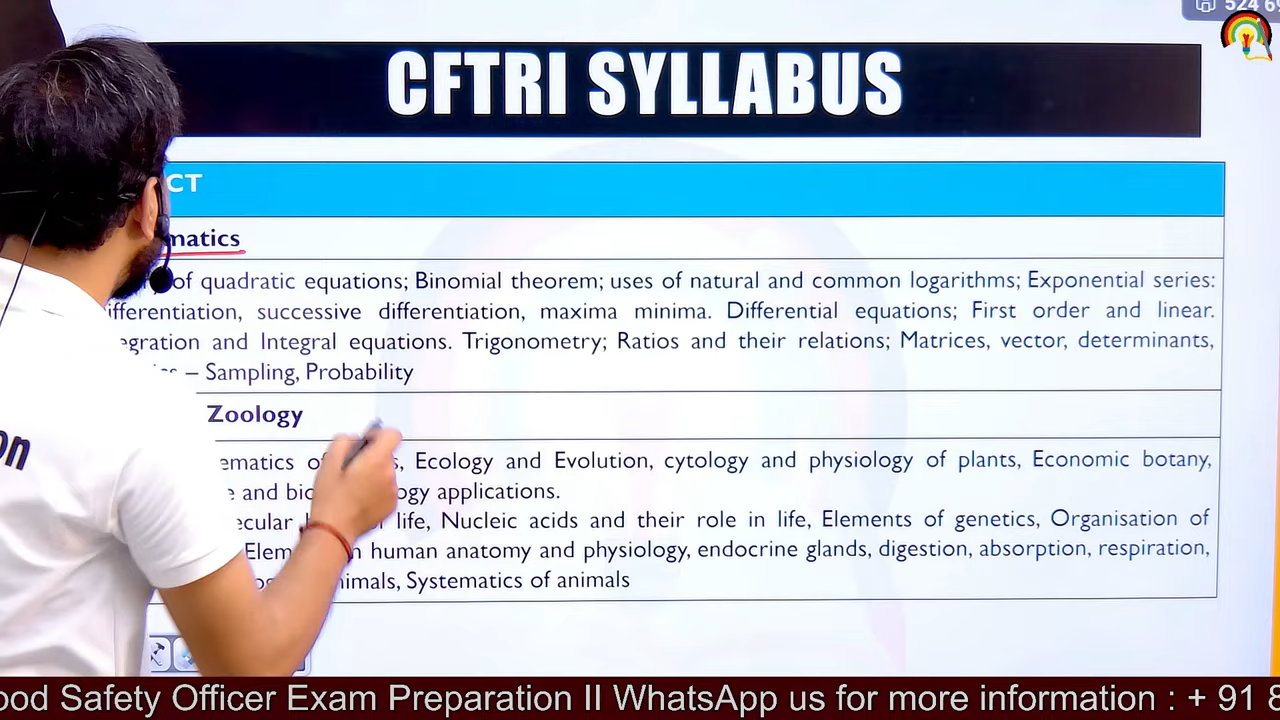 524 69
CFTRI SYLLABUS
CT
matics
of quadratic equations; Binomial theorem; uses of natural and common logarithms; Exponential series:
ifferentiation, successive differentiation, maxima minima. Differential equations; First order and linear.
egration and Integral equations. Trigonometry; Ratios and their relations; Matrices, vector, determinants,
– Sampling, Probability
Zoology
ematics of s, Ecology and Evolution, cytology and physiology of plants, Economic botany,
e and bio ogy applications.
ecular life, Nucleic acids and their role in life, Elements of genetics, Organisation of
Elem n human anatomy and physiology, endocrine glands, digestion, absorption, respiration,
nimals, Systematics of animals
on
ood Safety Officer Exam Preparation II WhatsApp us for more information : + 91 8